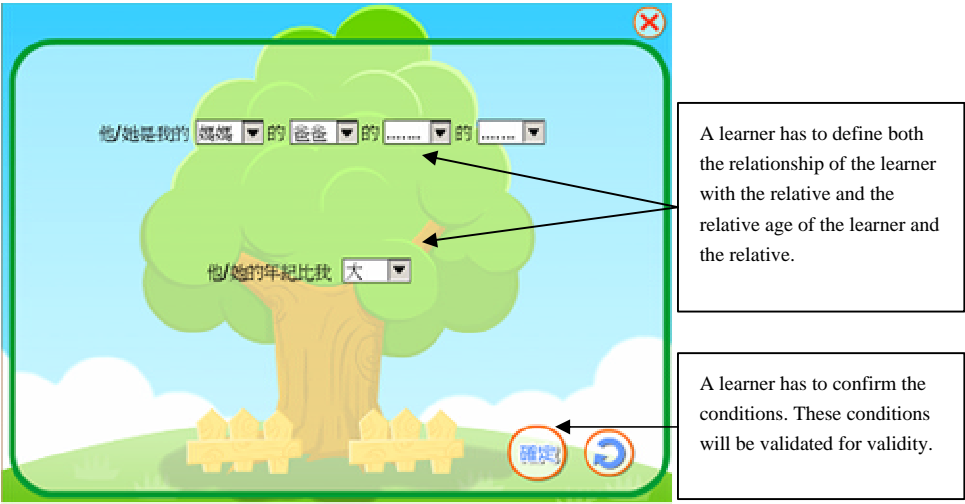 他/她是我的 媽媽 的 爸爸 的 ....... 的 .......
他/她的年紀比我 大
確定
A learner has to define both
the relationship of the learner
with the relative and the
relative age of the learner and
the relative.
A learner has to confirm the
conditions. These conditions
will be validated for validity.